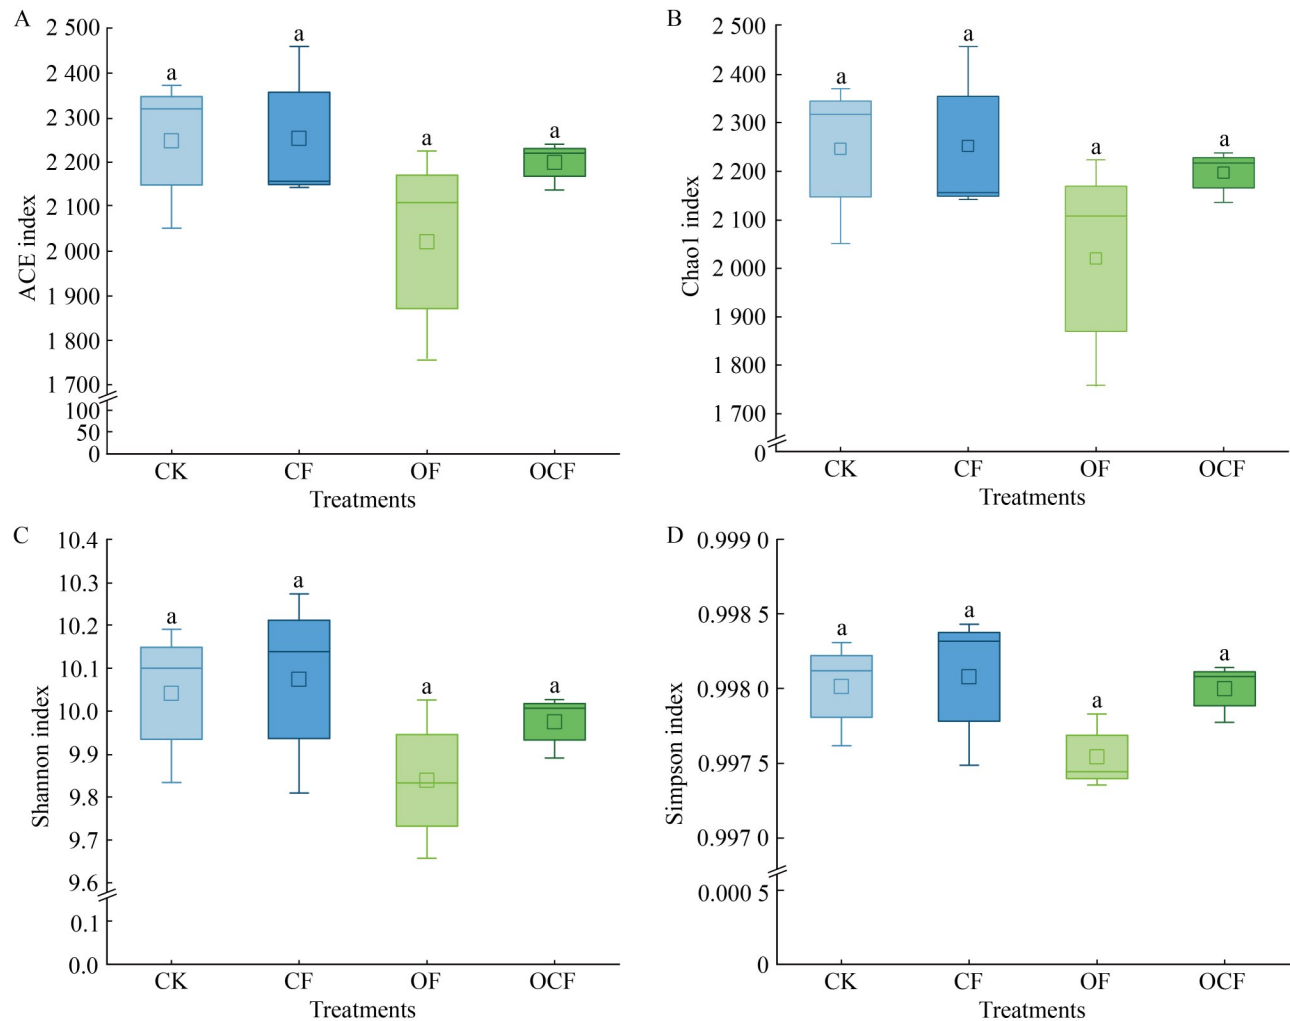 A
ACE index
2 500
2 400
2 300
2 200
2 100
2 000
1 900
1 800
1 700
100
50
0
a
a
a
a
CK
CF
OF
OCF
Treatments
B
Chao1 index
2 500
2 400
2 300
2 200
2 100
2 000
1 900
1 800
1 700
0
a
a
a
a
CK
CF
OF
OCF
Treatments
C
Shannon index
10.4
10.3
10.2
10.1
10.0
9.9
9.8
9.7
9.6
0.1
0.0
a
a
a
a
CK
CF
OF
OCF
Treatments
D
Simpson index
0.999 0
0.998 5
0.998 0
0.997 5
0.997 0
0.000 5
0
a
a
a
a
CK
CF
OF
OCF
Treatments